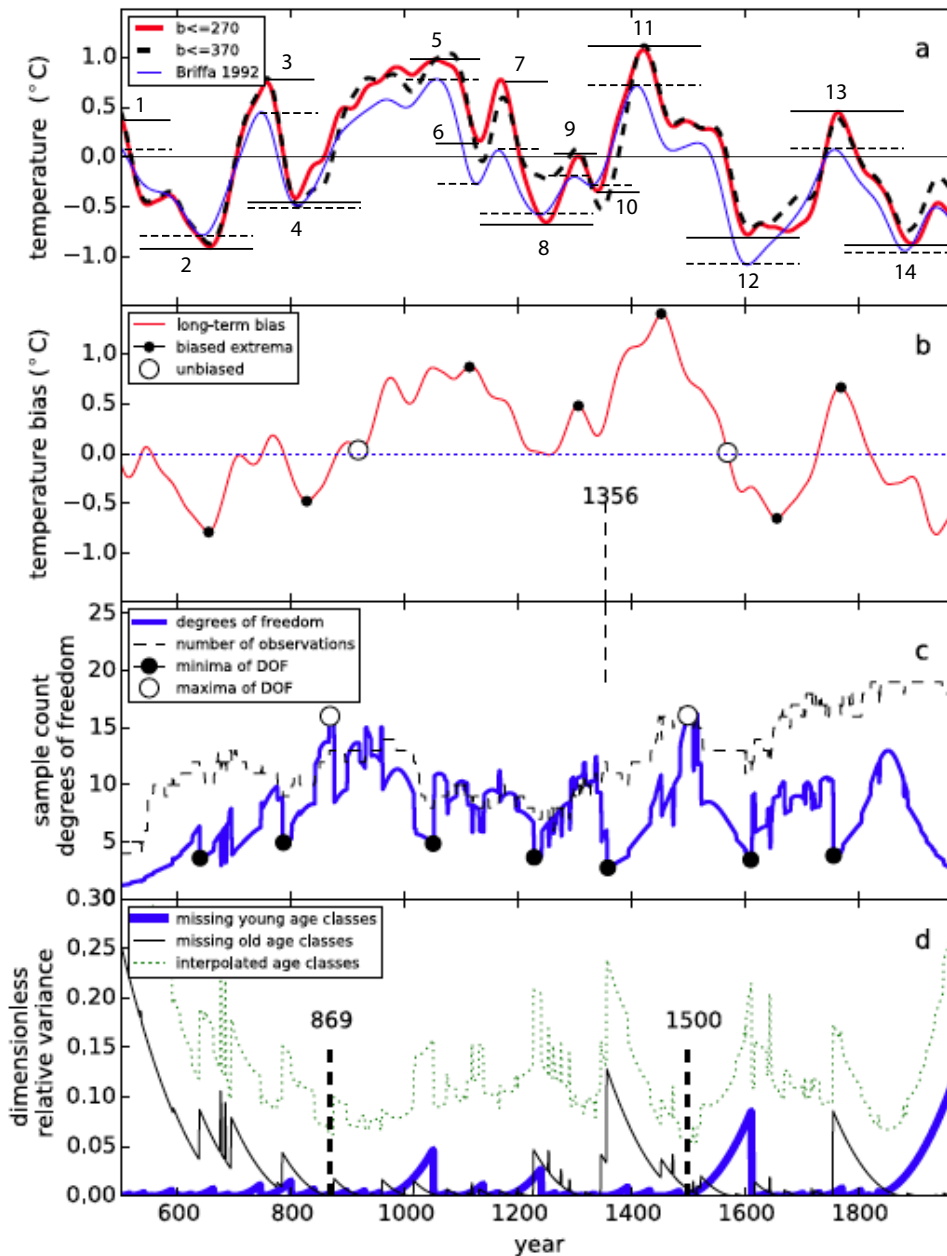 b<=270
b<=370
Briffa 1992
a
1
2
3
4
5
6
7
8
9
10
11
12
13
14
temperature (°C)
1.0
0.5
0.0
−0.5
−1.0
long-term bias
biased extrema
unbiased
b
temperature bias (°C)
1.0
0.5
0.0
−0.5
−1.0
1356
degrees of freedom
number of observations
minima of DOF
maxima of DOF
c
sample count
degrees of freedom
25
20
15
10
5
0.30
missing young age classes
missing old age classes
interpolated age classes
d
dimensionless
relative variance
0.25
0.20
0.15
0.10
0.05
0.00
869
1500
600 800 1000 1200 1400 1600 1800
year